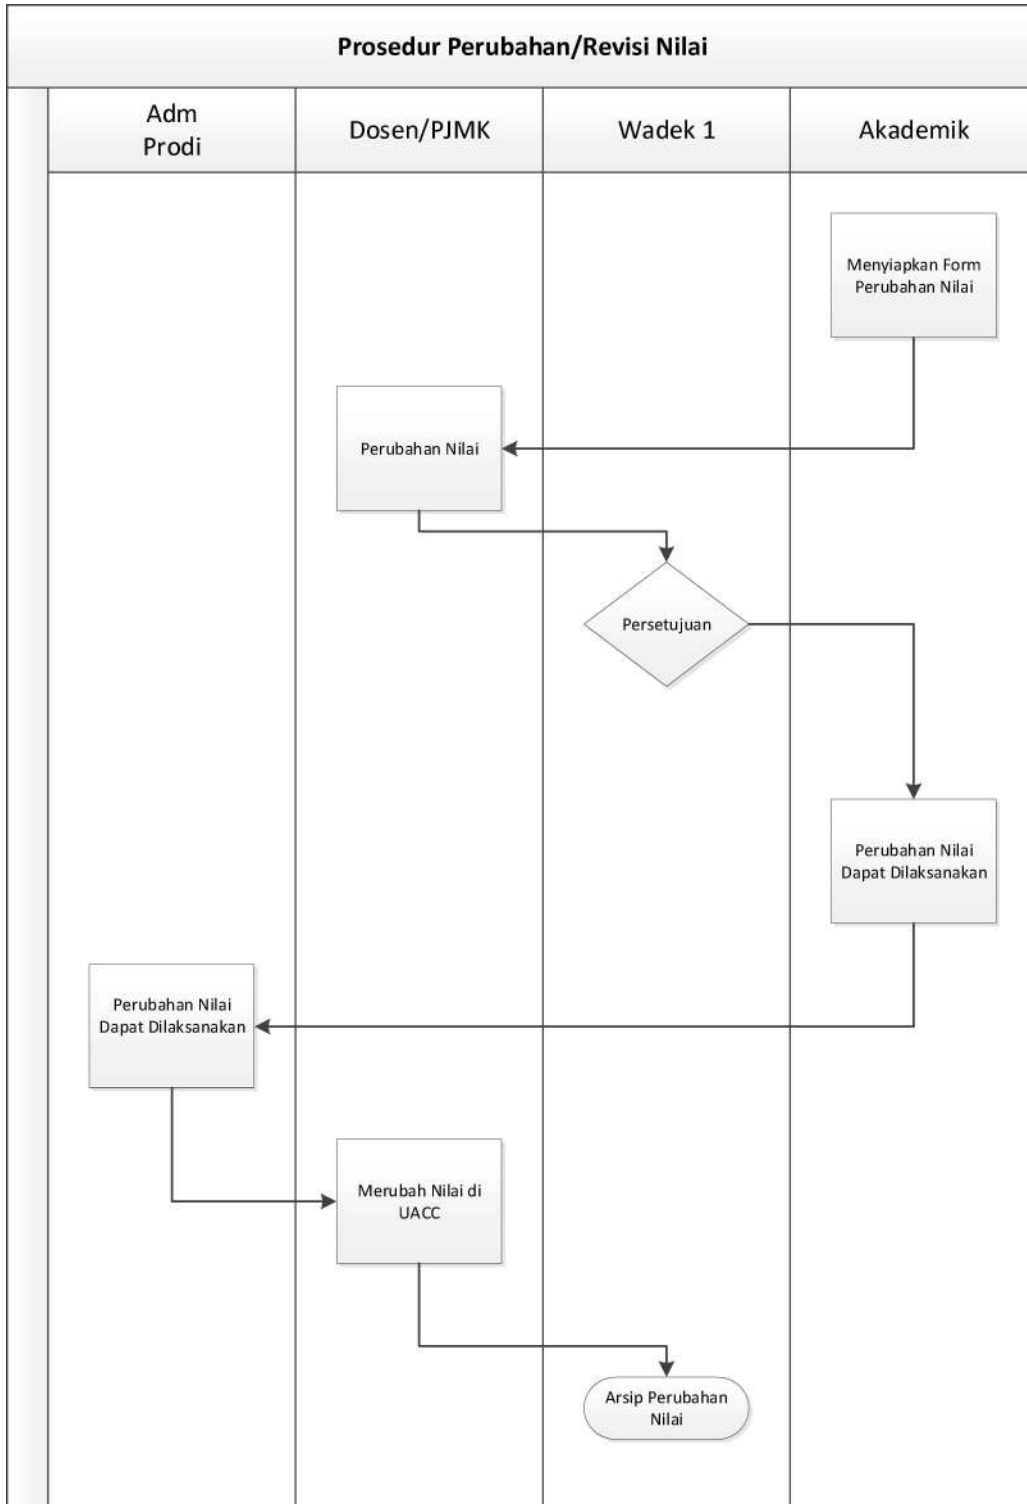 Prosedur Perubahan/Revisi Nilai
Adm
Prodi
Dosen/PJMK
Wadek 1
Akademik
Menyiapkan Form
Perubahan Nilai
Perubahan Nilai
Persetujuan
Perubahan Nilai
Dapat Dilaksanakan
Perubahan Nilai
Dapat Dilaksanakan
Merubah Nilai di
UACC
Arsip Perubahan
Nilai